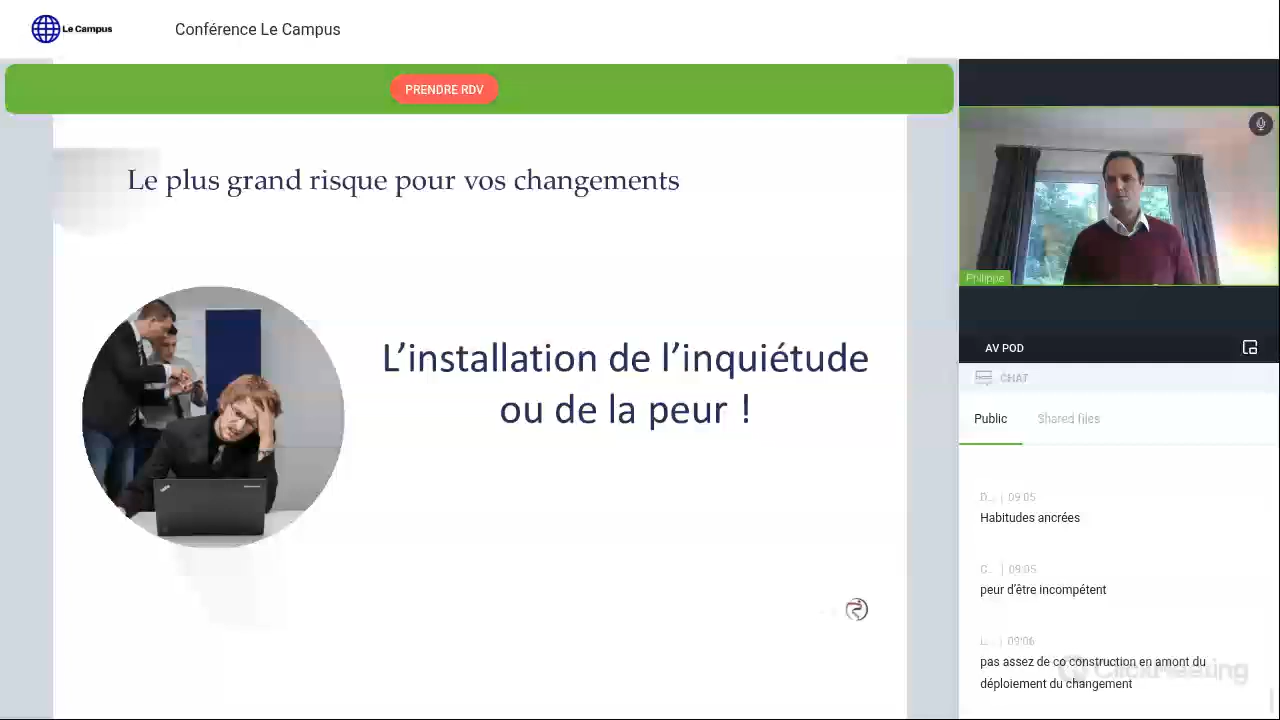 Le Campus
Conférence Le Campus
PRENDRE RDV
Le plus grand risque pour vos changements
L’installation de l’inquiétude
ou de la peur !
Philippe
AV POD
CHAT
Public
Shared files
D... | 09:05
Habitudes ancrées
C... | 09:05
peur d’être incompétent
L... | 09:06
pas assez de co construction en amont du
déploiement du changement
ClickMeeting